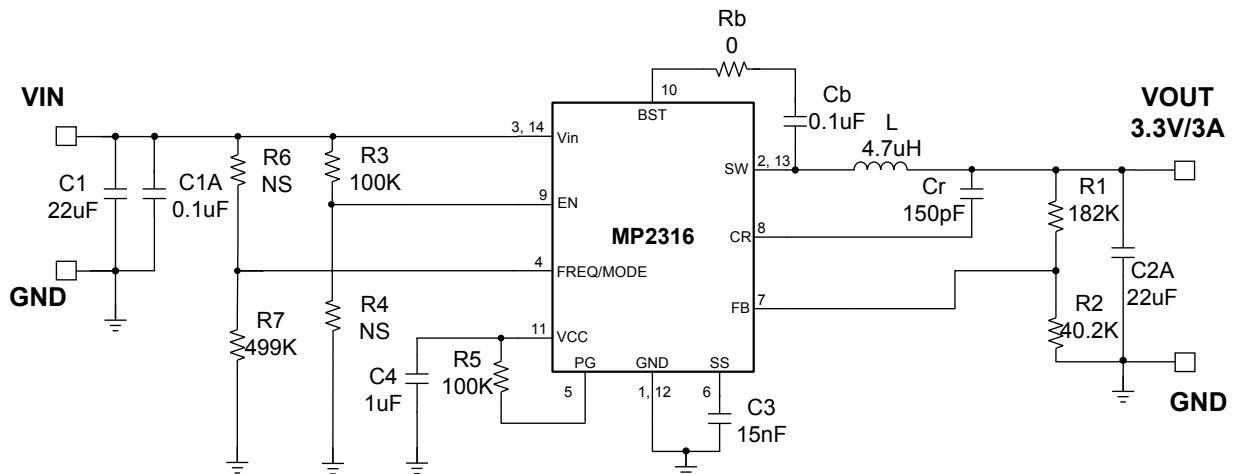 Rb
0
10
BST
VIN
3, 14
Vin
Cb
0.1uF
VOUT
3.3V/3A
L
4.7uH
SW
2, 13
R6
NS
R3
100K
C1
22uF
C1A
0.1uF
Cr
150pF
R1
182K
9
EN
MP2316
CR
8
4
FREQ/MODE
GND
C2A
22uF
R7
499K
R4
NS
FB
7
R2
40.2K
11
VCC
C4
1uF
R5
100K
PG
GND
SS
5
1, 12
6
C3
15nF
GND